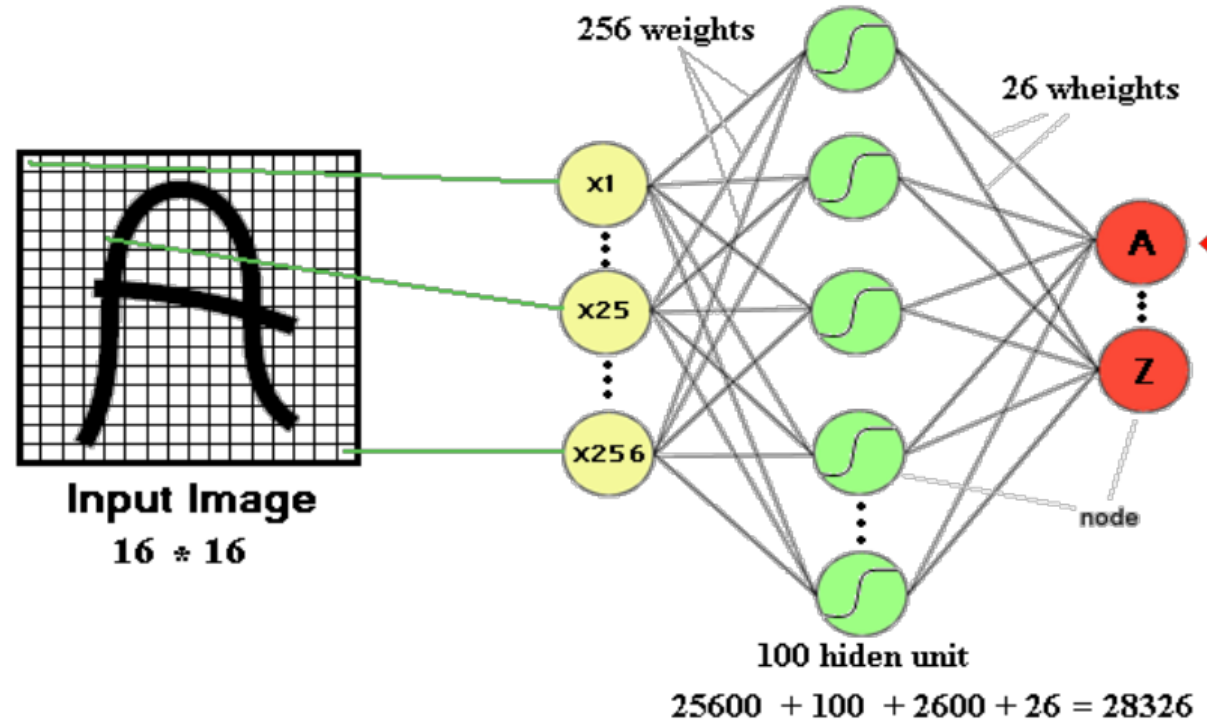 256 weights
26 wheights
x1
x25
x256
A
Z
node
Input Image
16 * 16
100 hiden unit
25600 + 100 + 2600 + 26 = 28326